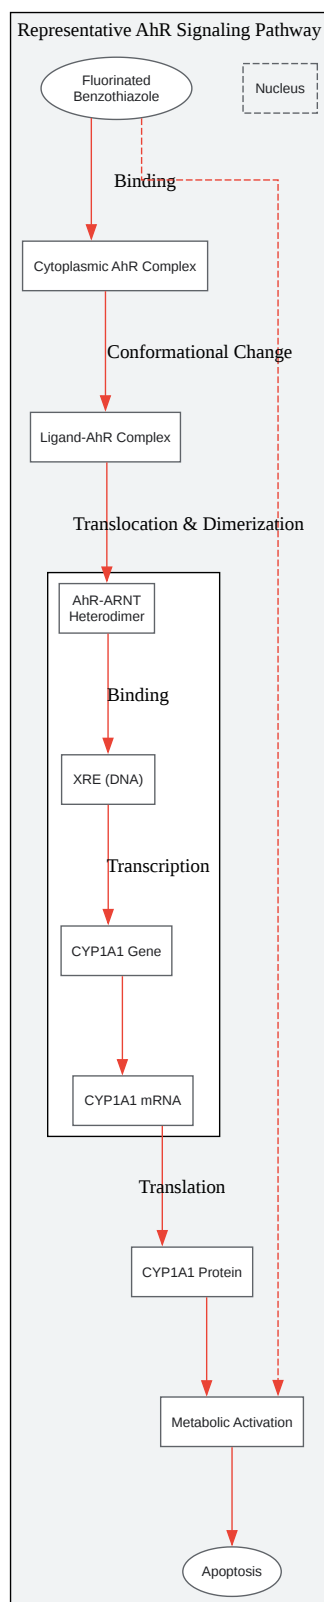 Representative AhR Signaling Pathway
Fluorinated
Benzothiazole
Nucleus
Binding
Cytoplasmic AhR Complex
Conformational Change
Ligand-AhR Complex
Translocation & Dimerization
AhR-ARNT
Heterodimer
Binding
XRE (DNA)
Transcription
CYP1A1 Gene
CYP1A1 mRNA
Translation
CYP1A1 Protein
Metabolic Activation
Apoptosis